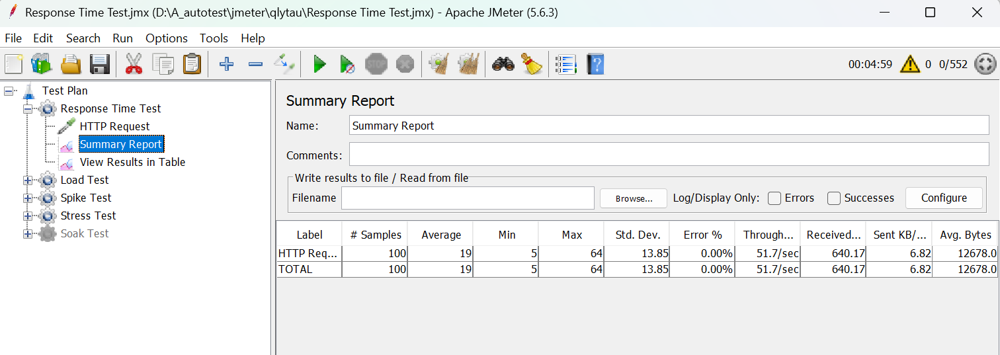 Response Time Test.jmx (D:\A_autotest\jmeter\qlytau\Response Time Test.jmx) - Apache JMeter (5.6.3)
File Edit Search Run Options Tools Help
STOP
00:04:59 0 0/552
Test Plan
Response Time Test
HTTP Request
Summary Report
View Results in Table
Load Test
Spike Test
Stress Test
Soak Test
Summary Report
Name: Summary Report
Comments:
Write results to file / Read from file
Filename Browse... Log/Display Only: Errors Successes Configure
Label # Samples Average Min Max Std. Dev. Error % Through... Received... Sent KB/... Avg. Bytes
HTTP Req... 100 19 5 64 13.85 0.00% 51.7/sec 640.17 6.82 12678.0
TOTAL 100 19 5 64 13.85 0.00% 51.7/sec 640.17 6.82 12678.0